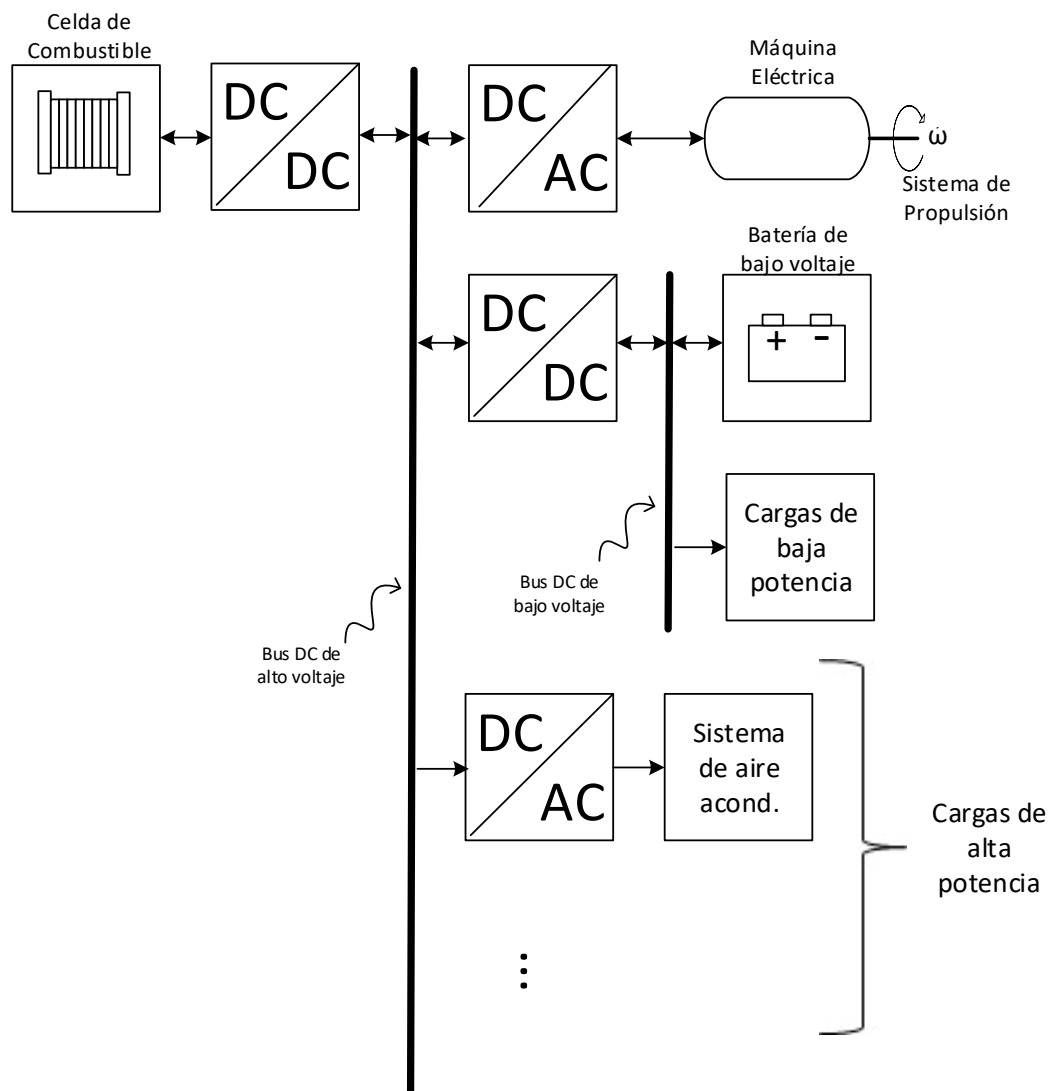 Celda de
Combustible
DC
DC
DC
AC
Máquina
Eléctrica
ω
Sistema de
Propulsión
DC
DC
Batería de
bajo voltaje
+ -
Cargas de
baja
potencia
Bus DC de
bajo voltaje
Bus DC de
alto voltaje
DC
AC
Sistema
de aire
acond.
Cargas de
alta
potencia
⋮